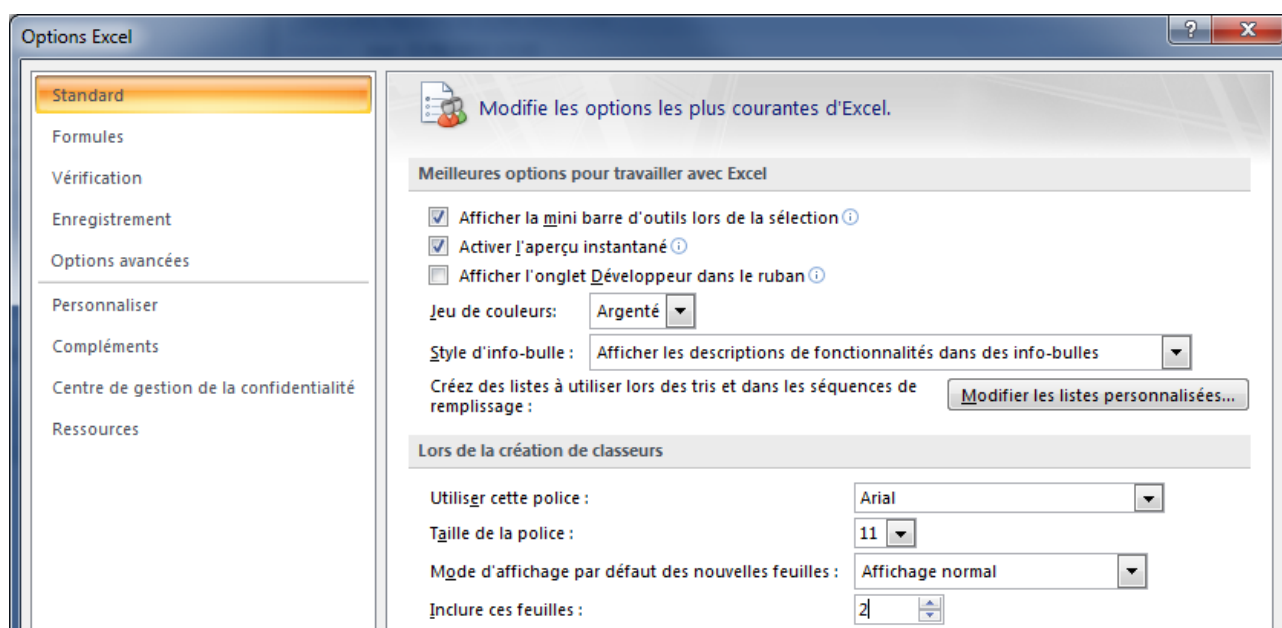 Options Excel
Standard
Formules
Vérification
Enregistrement
Options avancées
Personnaliser
Compléments
Centre de gestion de la confidentialité
Ressources
Modifie les options les plus courantes d'Excel.
Meilleures options pour travailler avec Excel
Afficher la mini barre d'outils lors de la sélection
Activer l'aperçu instantané
Afficher l'onglet Développeur dans le ruban
Jeu de couleurs: Argenté
Style d'info-bulle : Afficher les descriptions de fonctionnalités dans des info-bulles
Créez des listes à utiliser lors des tris et dans les séquences de
remplissage :
Modifier les listes personnalisées...
Lors de la création de classeurs
Utiliser cette police : Arial
Taille de la police : 11
Mode d'affichage par défaut des nouvelles feuilles : Affichage normal
Inclure ces feuilles : 2